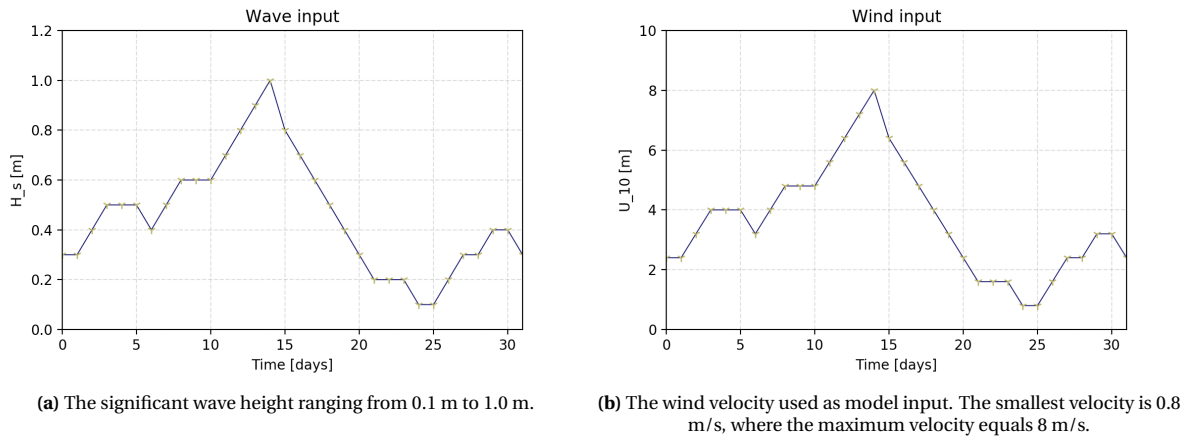 Wave input
1.2
1.0
0.8
0.6
0.4
0.2
0.0
H_s [m]
0 5 10 15 20 25 30
Time [days]
(a) The significant wave height ranging from 0.1 m to 1.0 m.
Wind input
10
8
6
4
2
0
U_10 [m]
0 5 10 15 20 25 30
Time [days]
(b) The wind velocity used as model input. The smallest velocity is 0.8
m/s, where the maximum velocity equals 8 m/s.